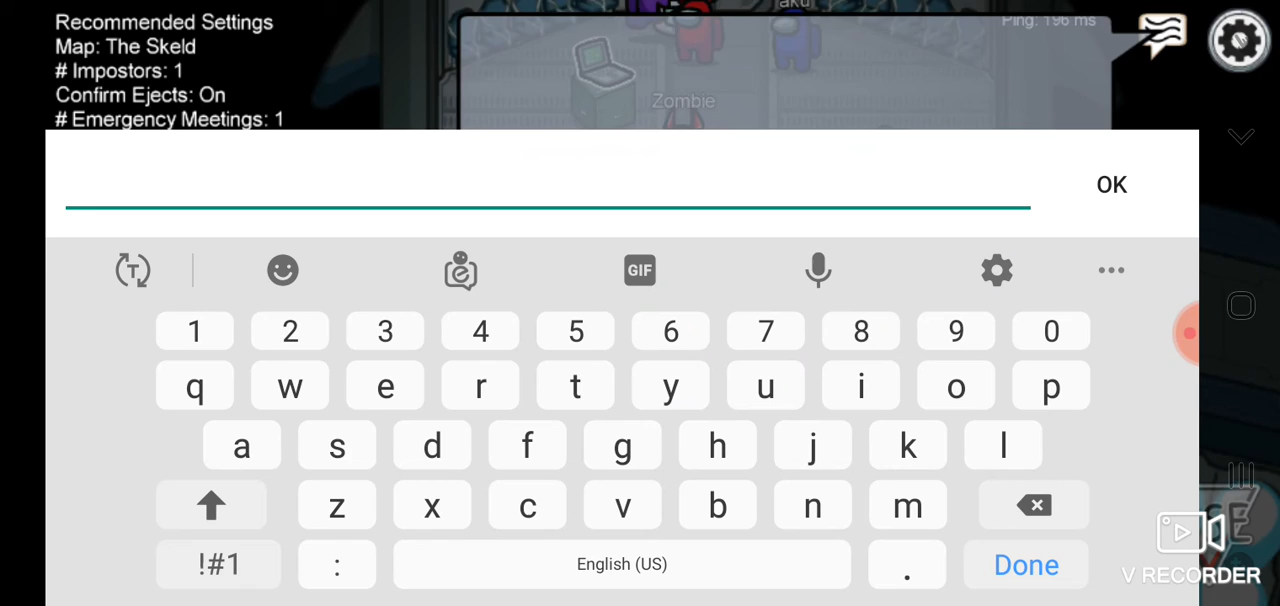 Recommended Settings
Map: The Skeld
# Impostors: 1
Confirm Ejects: On
# Emergency Meetings: 1
aku
Ping: 196 ms
Zombie
OK
GIF
1 2 3 4 5 6 7 8 9 0
q w e r t y u i o p
a s d f g h j k l
z x c v b n m
!#1 : English (US) . Done
V RECORDER